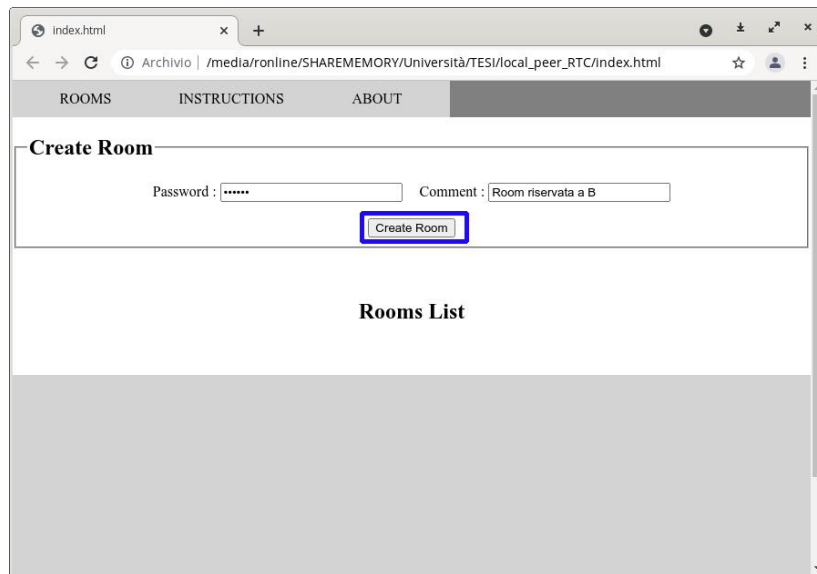 index.html
Archivio | /media/ronline/SHAREMEMORY/Università/TESI/local_peer_RTC/index.html
ROOMS INSTRUCTIONS ABOUT
Create Room
Password : •••••• Comment : Room riservata a B
Create Room
Rooms List